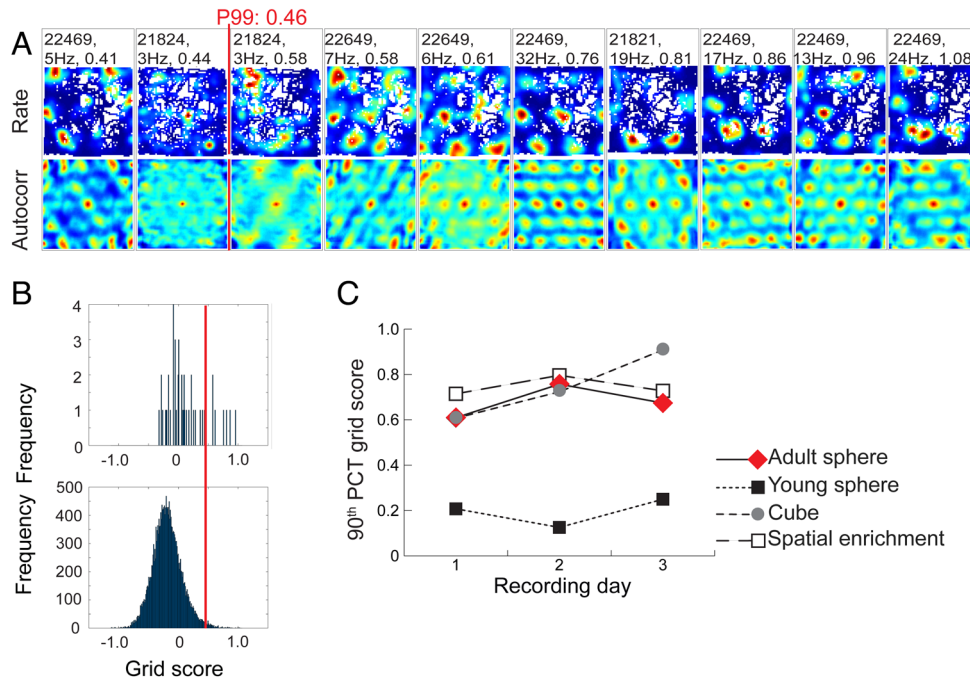 P99: 0.46
A
22469, 21824, 21824, 22649, 22649, 22469, 21821, 22469, 22469, 22469,
5Hz, 0.41 3Hz, 0.44 3Hz, 0.58 7Hz, 0.58 6Hz, 0.61 32Hz, 0.76 19Hz, 0.81 17Hz, 0.86 13Hz, 0.96 24Hz, 1.08
Rate
Autocorr
B
4
3
2
1
0
Frequency
-1.0 0 1.0
500
400
300
200
100
0
Frequency
-1.0 0 1.0
Grid score
C
1.0
0.8
0.6
0.4
0.2
0
90th PCT grid score
1 2 3
Recording day
Adult sphere
Young sphere
Cube
Spatial enrichment